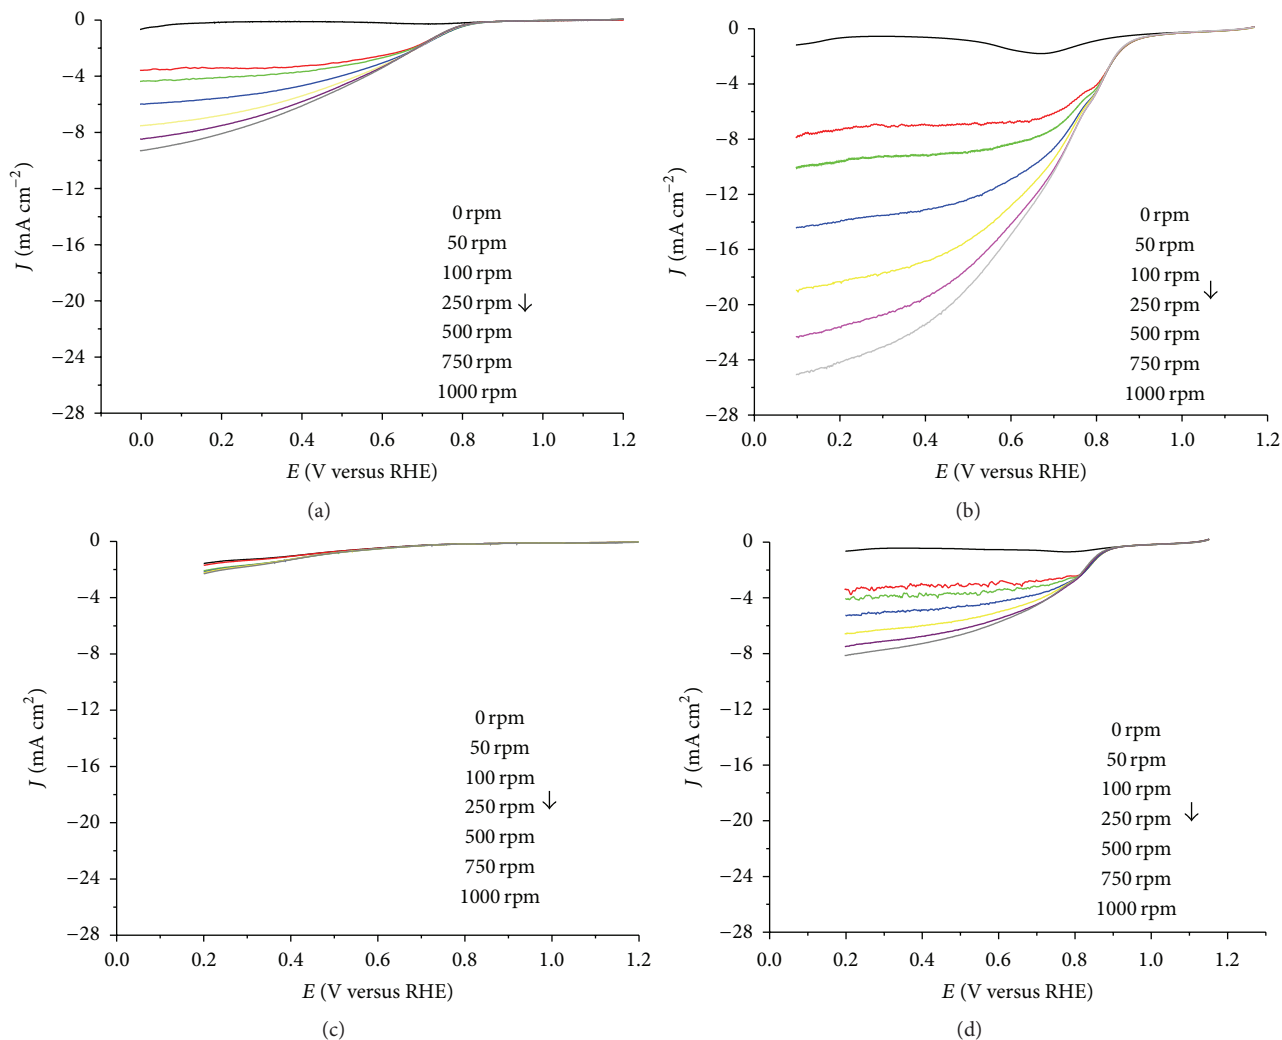 0
−4
−8
−12
−16
−20
−24
−28
J (mA cm−2)
0 rpm
50 rpm
100 rpm
250 rpm ↓
500 rpm
750 rpm
1000 rpm
0.0 0.2 0.4 0.6 0.8 1.0 1.2
E (V versus RHE)
(a)
0
−4
−8
−12
−16
−20
−24
−28
J (mA cm−2)
0 rpm
50 rpm
100 rpm
250 rpm ↓
500 rpm
750 rpm
1000 rpm
0.0 0.2 0.4 0.6 0.8 1.0 1.2
E (V versus RHE)
(b)
0
−4
−8
−12
−16
−20
−24
−28
J (mA cm2)
0 rpm
50 rpm
100 rpm
250 rpm ↓
500 rpm
750 rpm
1000 rpm
0.0 0.2 0.4 0.6 0.8 1.0 1.2
E (V versus RHE)
(c)
0
−4
−8
−12
−16
−20
−24
−28
J (mA cm2)
0 rpm
50 rpm
100 rpm
250 rpm ↓
500 rpm
750 rpm
1000 rpm
0.0 0.2 0.4 0.6 0.8 1.0 1.2
E (V versus RHE)
(d)